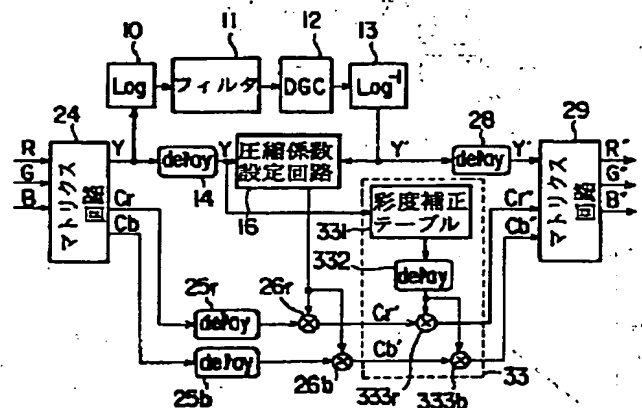 10
11
12
13
Log
フィルタ
DGC
Log⁻¹
24
28
29
R
G
B
マトリクス
回路
Y
delay
14
Y
圧縮係数
設定回路
16
Y'
delay
Y'
マトリクス
回路
R"
G"
B"
Cr
Cb
彩度補正
テーブル
331
332
delay
Cr"
Cb"
25r
delay
26r
Cr'
333r
delay
25b
26b
Cb'
333b
33